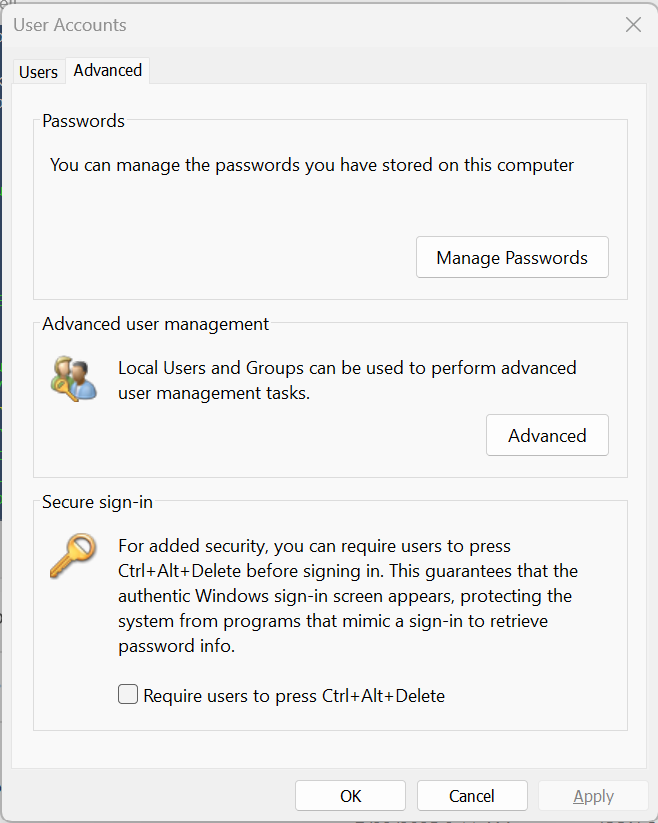 User Accounts
Users
Advanced
Passwords
You can manage the passwords you have stored on this computer
Manage Passwords
Advanced user management
Local Users and Groups can be used to perform advanced
user management tasks.
Advanced
Secure sign-in
For added security, you can require users to press
Ctrl+Alt+Delete before signing in. This guarantees that the
authentic Windows sign-in screen appears, protecting the
system from programs that mimic a sign-in to retrieve
password info.
Require users to press Ctrl+Alt+Delete
OK
Cancel
Apply